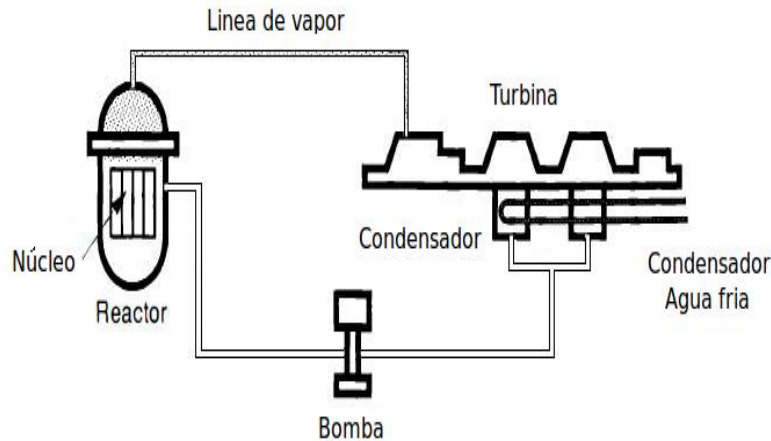 Linea de vapor
Turbina
Núcleo
Reactor
Condensador
Condensador
Agua fria
Bomba